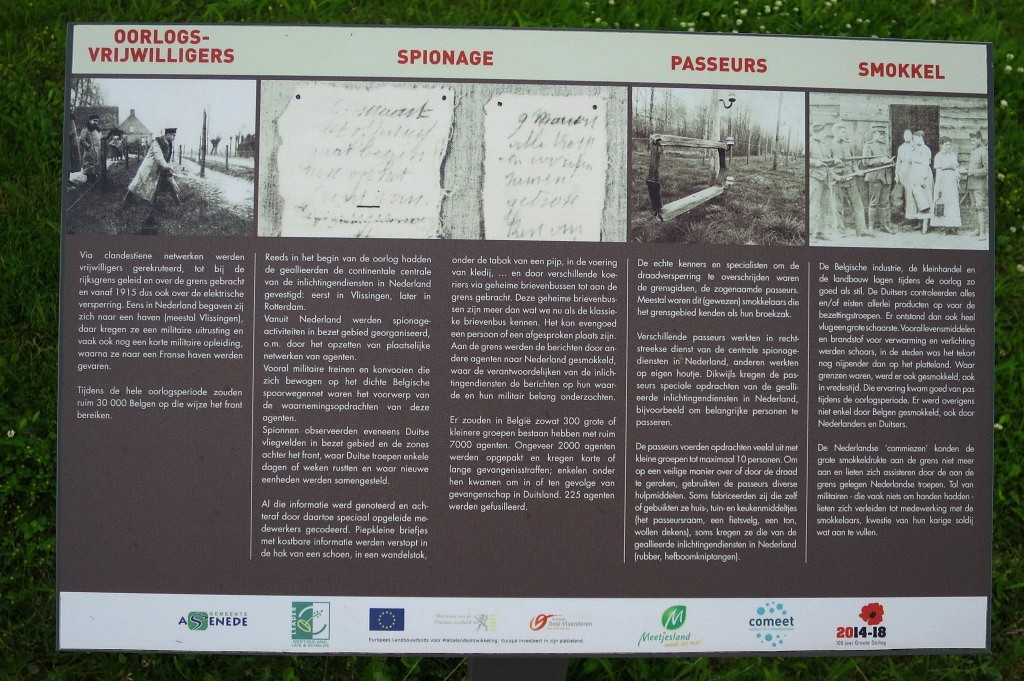 OORLOGS-
VRIJWILLIGERS
SPIONAGE
PASSEURS
SMOKKEL
Via clandestiene netwerken werden
vrijwilligers gerekruteerd, tot bij de
rijksgrens geleid en over de grens gebracht
en vanaf 1915 dus ook over de elektrische
versperring. Eens in Nederland begaven zij
zich naar een haven (meestal Vlissingen),
daar kregen ze een militaire uitrusting en
vaak ook nog een korte militaire opleiding,
waarna ze naar een Franse haven werden
gevaren.
Tijdens de hele oorlogsperiode zouden
ruim 30 000 Belgen op die wijze het front
bereiken.
Reeds in het begin van de oorlog hadden
de geallieerden de continentale centrale
van de inlichtingendiensten in Nederland
gevestigd: eerst in Vlissingen, later in
Rotterdam.
Vanuit Nederland werden spionage-
activiteiten in bezet gebied georganiseerd,
o.m. door het opzetten van plaatselijke
netwerken van agenten.
Vooral militaire treinen en konvooien die
zich bewogen op het dichte Belgische
spoorwegennet waren het voorwerp van
de waarnemingsopdrachten van deze
agenten.
Spionnen observeerden eveneens Duitse
vliegvelden in bezet gebied en de zones
achter het front, waar Duitse troepen enkele
dagen of weken rustten en waar nieuwe
eenheden werden samengesteld.
Al die informatie werd genoteerd en ach-
teraf door daartoe speciaal opgeleide me-
dewerkers gecodeerd. Piepkleine briefjes
met kostbare informatie werden verstopt in
de hak van een schoen, in een wandelstok,
onder de tabak van een pijp, in de voering
van kledij, ... en door verschillende koe-
riers via geheime brievenbussen tot aan de
grens gebracht. Deze geheime brievenbus-
sen zijn meer dan wat we nu als de klassie-
ke brievenbus kennen. Het kon evengoed
een persoon of een afgesproken plaats zijn.
Aan de grens werden de berichten door an-
dere agenten naar Nederland gesmokkeld,
waar de verantwoordelijken van de inlich-
tingendiensten de berichten op hun waar-
de en hun militair belang onderzochten.
Er zouden in België zowat 300 grote of
kleinere groepen bestaan hebben met ruim
7000 agenten. Ongeveer 2000 agenten
werden opgepakt en kregen korte of
lange gevangenisstraffen; enkelen onder
hen kwamen om in of ten gevolge van
gevangenschap in Duitsland. 225 agenten
werden gefusilleerd.
De echte kenners en specialisten om de
draadversperring te overschrijden waren
de grensgidsen, de zogenaamde passeurs.
Meestal waren dit (gewezen) smokkelaars die
het grensgebied kenden als hun broekzak.
Verschillende passeurs werkten in recht-
streekse dienst van de centrale spionage-
diensten in Nederland, anderen werkten
op eigen houtje. Dikwijls kregen de pas-
seurs speciale opdrachten van de geall-
ieerde inlichtingendiensten in Nederland,
bijvoorbeeld om belangrijke personen te
passeren.
De passeurs voerden opdrachten veelal uit met
kleine groepen tot maximaal 10 personen. Om
op een veilige manier over of door de draad
te geraken, gebruikten de passeurs diverse
hulpmiddelen. Soms fabriceerden zij die zelf
of gebuikten ze huis-, tuin- en keukenmiddeltjes
(het passeursraam, een fietsvelg, een ton,
wollen dekens), soms kregen ze die van de
geallieerde inlichtingendiensten in Nederland
(rubber, hefboomkniptangen).
De Belgische industrie, de kleinhandel en
de landbouw lagen tijdens de oorlog zo
goed als stil. De Duitsers controleerden alles
en/of eisten allerlei producten op voor de
bezettingstroepen. Er ontstond dan ook heel
vlug een grote schaarste. Vooral levensmiddelen
en brandstof voor verwarming en verlichting
werden schaars, in de steden was het tekort
nog nijpender dan op het platteland. Waar
grenzen waren, werd er ook gesmokkeld, ook
in vredestijd. Die ervaring kwam goed van pas
tijdens de oorlogsperiode. Er werd overigens
niet enkel door Belgen gesmokkeld, ook door
Nederlanders en Duitsers.
De Nederlandse 'commiezen' konden de
grote smokkeldrukte aan de grens niet meer
aan en lieten zich assisteren door de aan de
grens gelegen Nederlandse troepen. Tal van
militairen - die vaak niets om handen hadden -
lieten zich verleiden tot medewerking met de
smokkelaars, kwestie van hun karige soldij
wat aan te vullen.
GEMEENTE
ASSENEDE
LEADER
MEETJESLAND
Europees Landbouwfonds voor Plattelandsontwikkeling: Europa investeert in zijn platteland
Oost-Vlaanderen
Meetjesland
comeet
2014-18
100 jaar Groote Oorlog